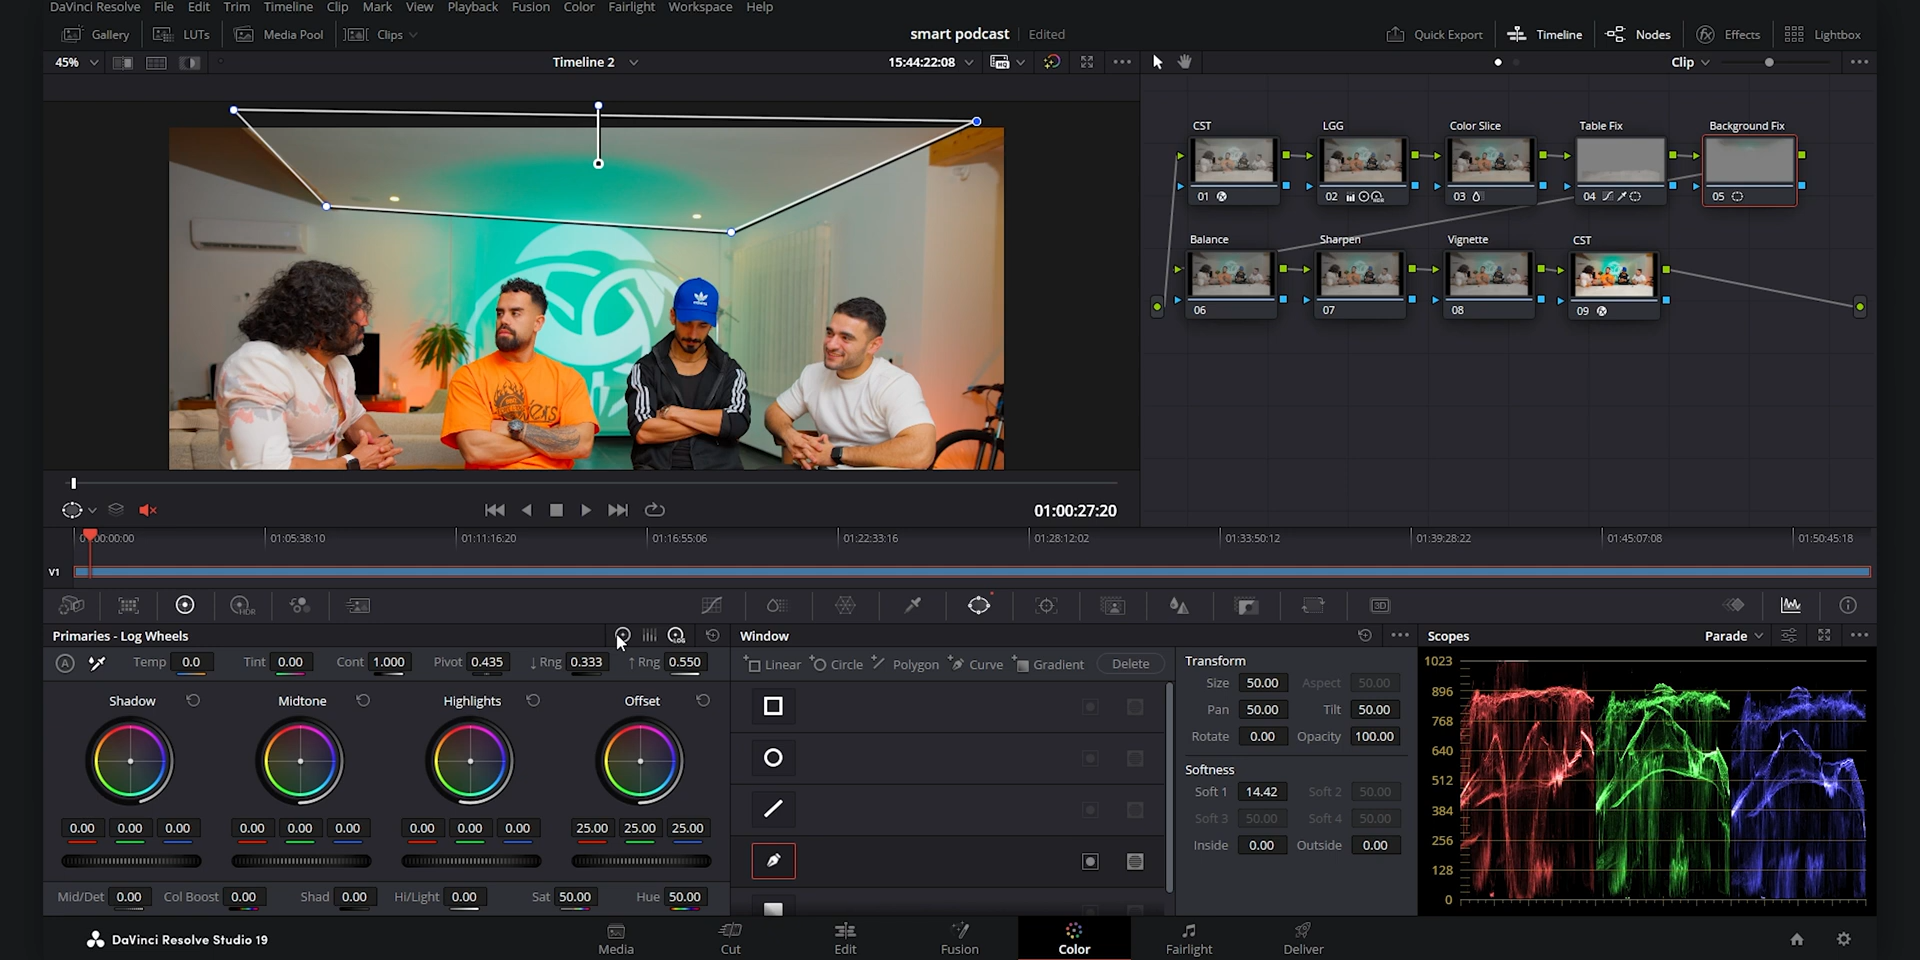 DaVinci Resolve File Edit Trim Timeline Clip Mark View Playback Fusion Color Fairlight Workspace Help
Gallery LUTs Media Pool Clips smart podcast Edited Quick Export Timeline Nodes Effects Lightbox
45% Timeline 2 15:44:22:08 Clip
CST LGG Color Slice Table Fix Background Fix
01 02 HDR 03 04 05
Balance Sharpen Vignette CST
06 07 08 09
01:00:27:20
01:05:38:10 01:11:16:20 01:16:55:06 01:22:33:16 01:28:12:02 01:33:50:12 01:39:28:22 01:45:07:08 01:50:45:18
V1
HDR 3D
Primaries - Log Wheels LOG Window Scopes Parade
A Temp 0.0 Tint 0.00 Cont 1.000 Pivot 0.435 ↓ Rng 0.333 ↑ Rng 0.550
Linear Circle Polygon Curve Gradient Delete
Shadow Midtone Highlights Offset
0.00 0.00 0.00 0.00 0.00 0.00 0.00 0.00 0.00 25.00 25.00 25.00
Mid/Det 0.00 Col Boost 0.00 Shad 0.00 Hi/Light 0.00 Sat 50.00 Hue 50.00
Transform
Size 50.00 Aspect 50.00
Pan 50.00 Tilt 50.00
Rotate 0.00 Opacity 100.00
Softness
Soft 1 14.42 Soft 2 50.00
Soft 3 50.00 Soft 4 50.00
Inside 0.00 Outside 0.00
1023
896
768
640
512
384
256
128
0
DaVinci Resolve Studio 19
Media Cut Edit Fusion Color Fairlight Deliver